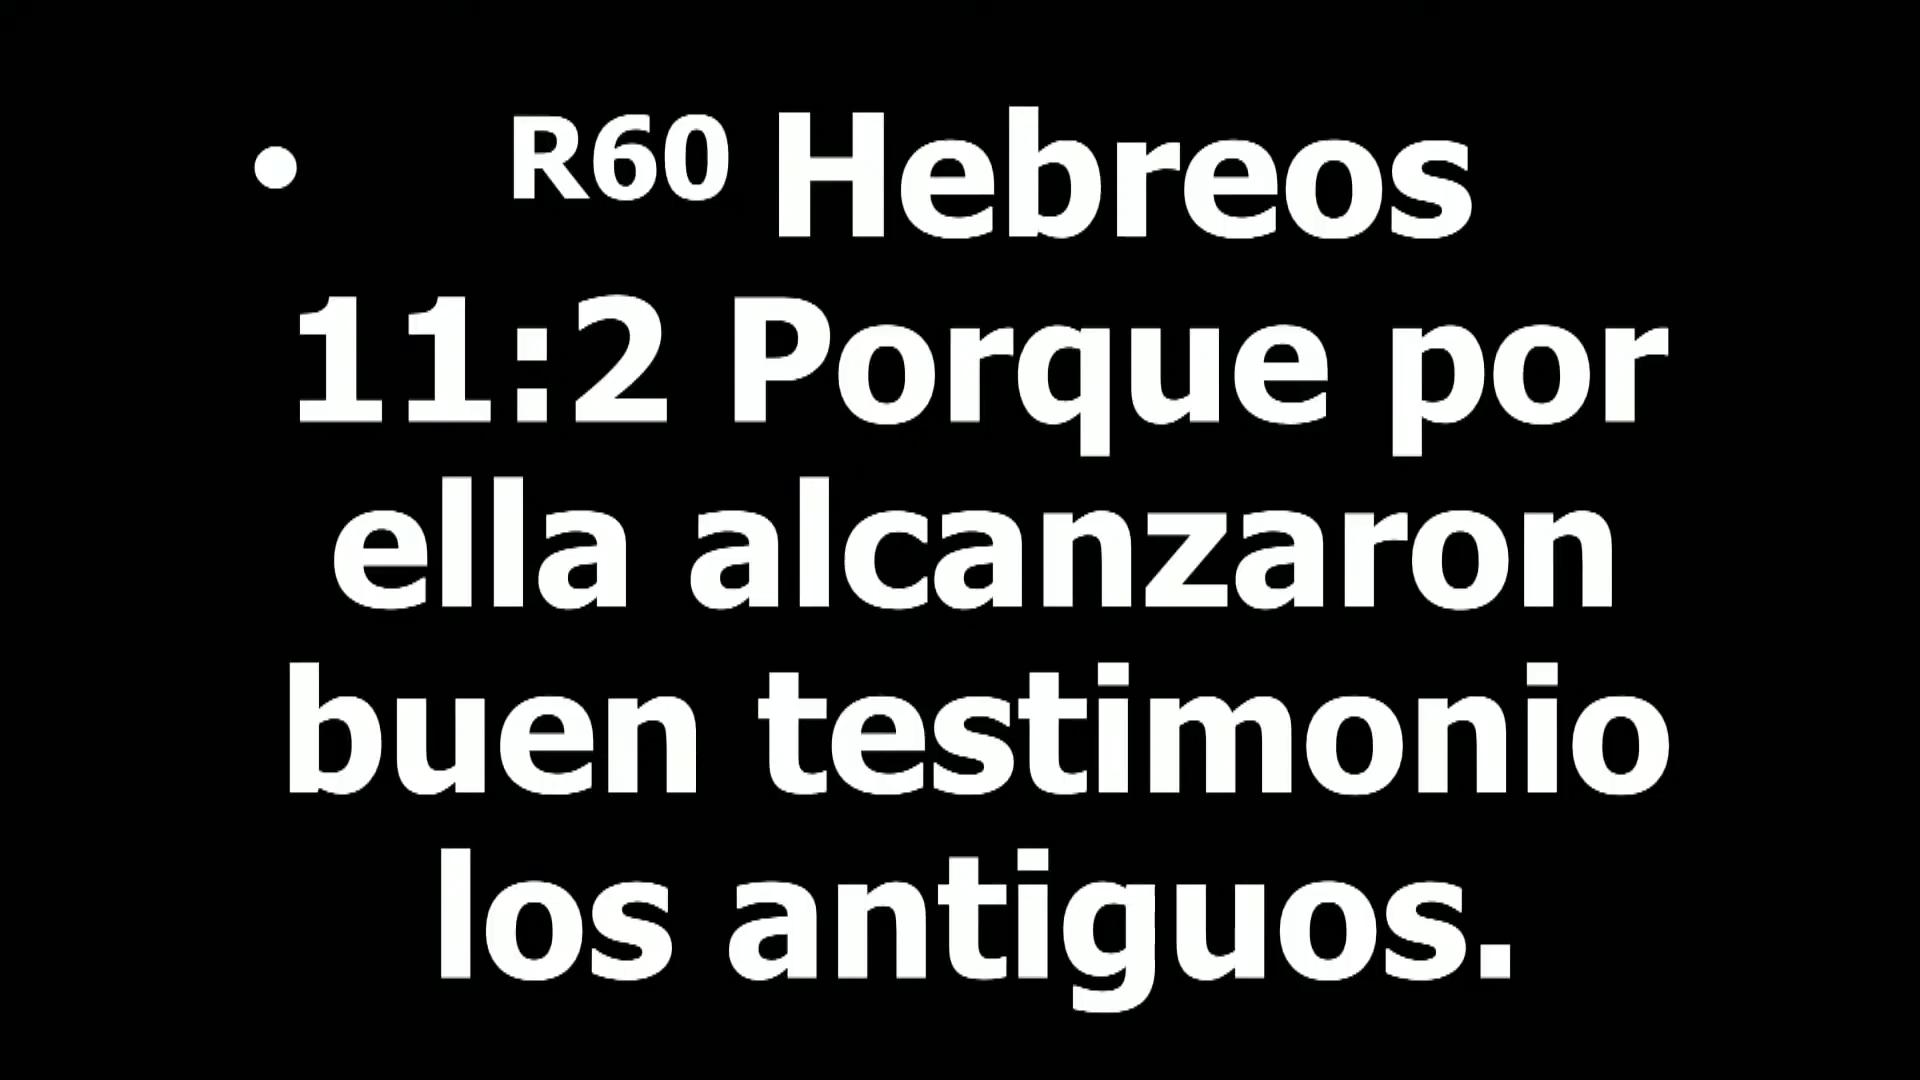 • R60 Hebreos
11:2 Porque por
ella alcanzaron
buen testimonio
los antiguos.